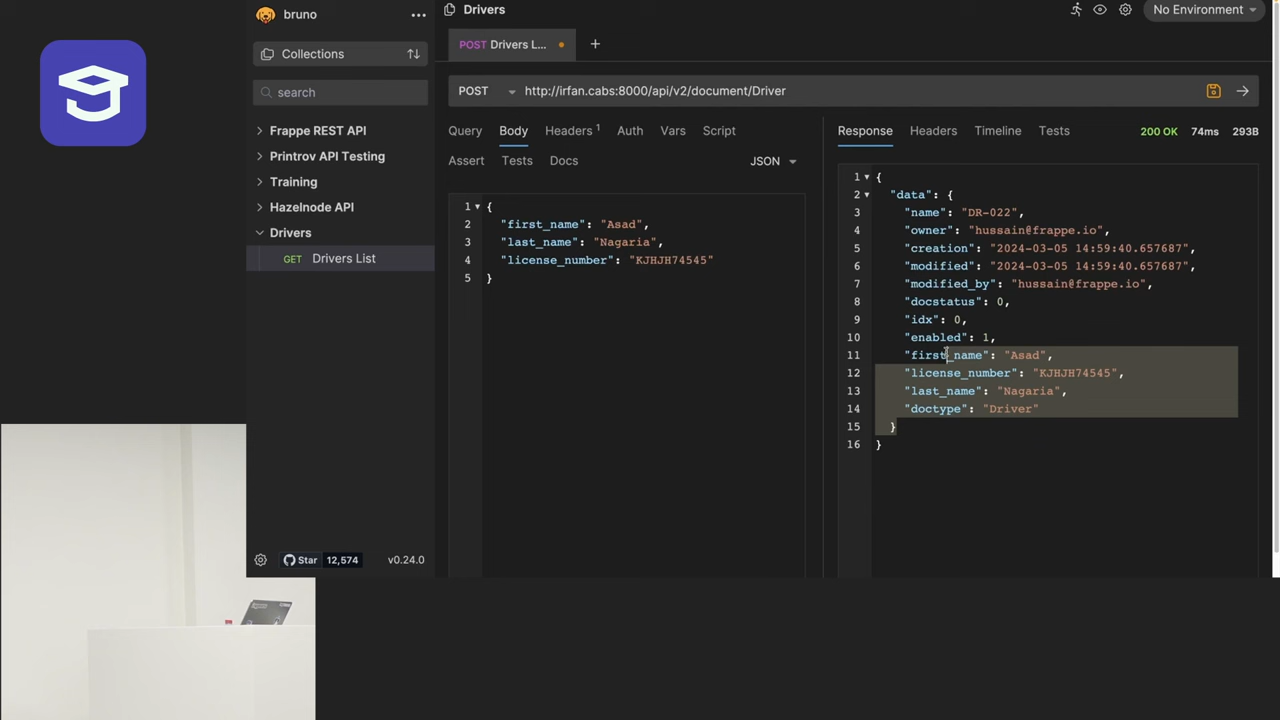 bruno
Drivers
No Environment
Collections
POST Drivers L...
search
POST
http://irfan.cabs:8000/api/v2/document/Driver
Frappe REST API
Printrov API Testing
Training
Hazelnode API
Drivers
GET Drivers List
Query Body Headers 1 Auth Vars Script
Assert Tests Docs
JSON
1 {
2 "first_name": "Asad",
3 "last_name": "Nagaria",
4 "license_number": "KJHJH74545"
5 }
Response Headers Timeline Tests
200 OK 74ms 293B
1 {
2 "data": {
3 "name": "DR-022",
4 "owner": "hussain@frappe.io",
5 "creation": "2024-03-05 14:59:40.657687",
6 "modified": "2024-03-05 14:59:40.657687",
7 "modified_by": "hussain@frappe.io",
8 "docstatus": 0,
9 "idx": 0,
10 "enabled": 1,
11 "first_name": "Asad",
12 "license_number": "KJHJH74545",
13 "last_name": "Nagaria",
14 "doctype": "Driver"
15 }
16 }
Star 12,574
v0.24.0